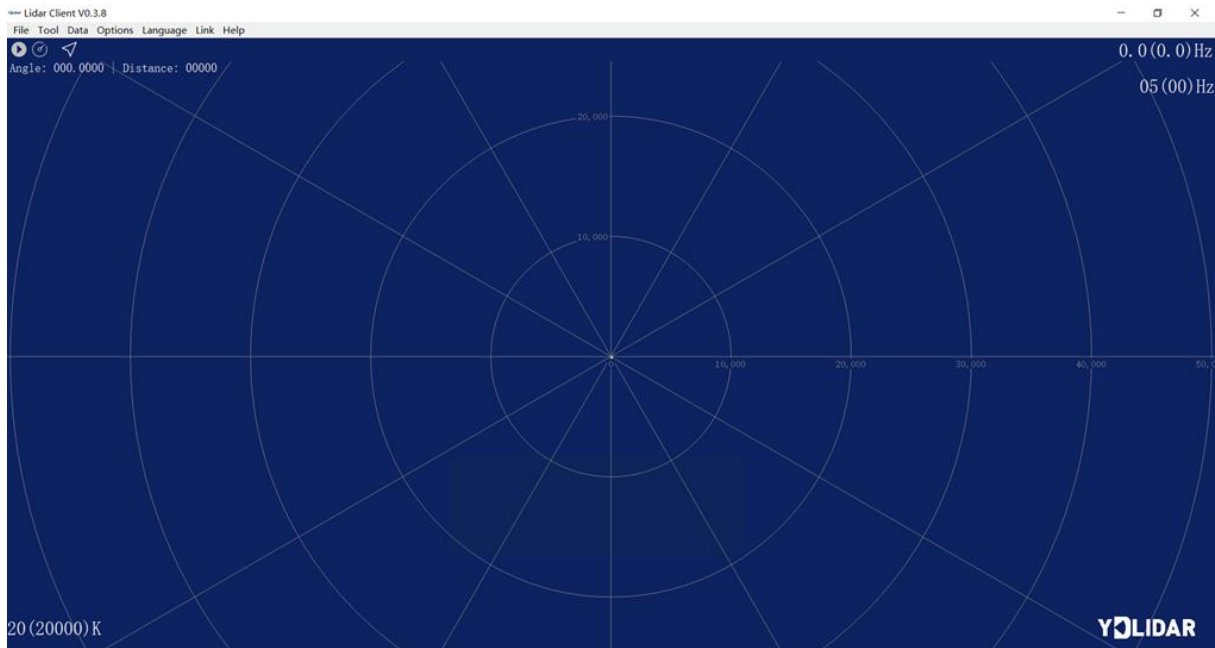 Lidar Client V0.3.8
File Tool Data Options Language Link Help
0.0(0.0)Hz
Angle: 000.0000 | Distance: 00000
05(00)Hz
20,000
10,000
0 10,000 20,000 30,000 40,000 50,0
20(20000)K
YDLIDAR